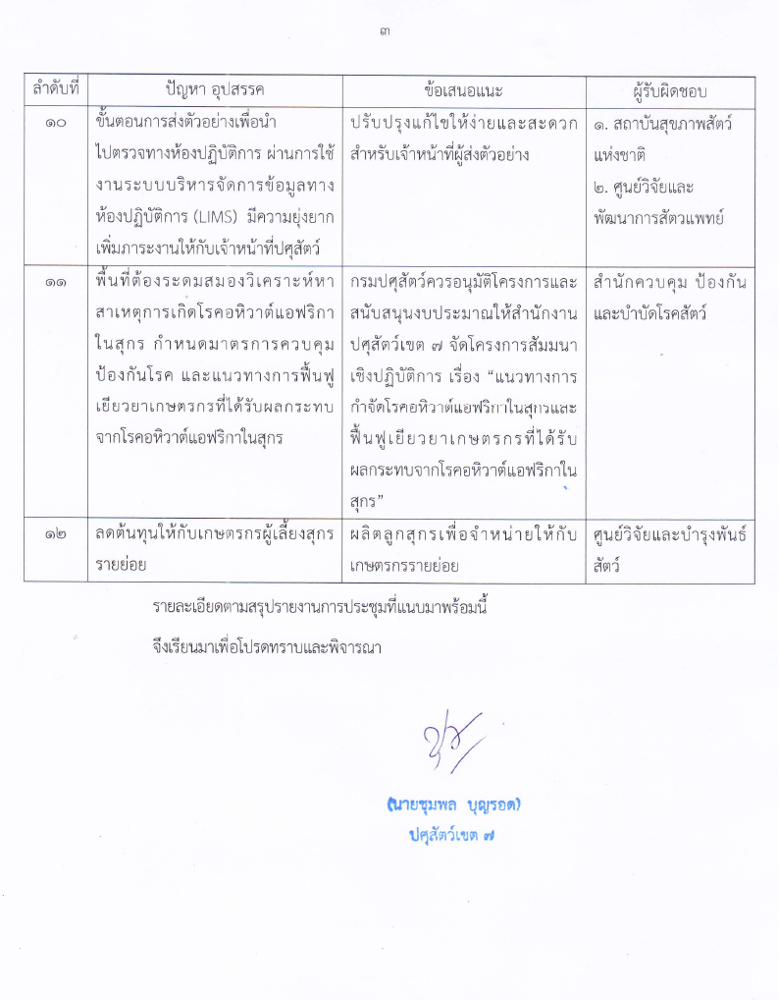 ๓
ลำดับที่ ปัญหา อุปสรรค ข้อเสนอแนะ ผู้รับผิดชอบ
๑๐ ขั้นตอนการส่งตัวอย่างเพื่อนำ
ไปตรวจทางห้องปฏิบัติการ ผ่านการใช้
งานระบบบริหารจัดการข้อมูลทาง
ห้องปฏิบัติการ (LIMS) มีความยุ่งยาก
เพิ่มภาระงานให้กับเจ้าหน้าที่ปศุสัตว์
ปรับปรุงแก้ไขให้ง่ายและสะดวก
สำหรับเจ้าหน้าที่ผู้ส่งตัวอย่าง
๑. สถาบันสุขภาพสัตว์
แห่งชาติ
๒. ศูนย์วิจัยและ
พัฒนาการสัตวแพทย์
๑๑ พื้นที่ต้องระดมสมองวิเคราะห์หา
สาเหตุการเกิดโรคอหิวาต์แอฟริกา
ในสุกร กำหนดมาตรการควบคุม
ป้องกันโรค และแนวทางการฟื้นฟู
เยียวยาเกษตรกรที่ได้รับผลกระทบ
จากโรคอหิวาต์แอฟริกาในสุกร
กรมปศุสัตว์ควรอนุมัติโครงการและ
สนับสนุนงบประมาณให้สำนักงาน
ปศุสัตว์เขต ๗ จัดโครงการสัมมนา
เชิงปฏิบัติการ เรื่อง “แนวทางการ
กำจัดโรคอหิวาต์แอฟริกาในสุกรและ
ฟื้นฟูเยียวยาเกษตรกรที่ได้รับ
ผลกระทบจากโรคอหิวาต์แอฟริกาใน
สุกร”
สำนักควบคุม ป้องกัน
และบำบัดโรคสัตว์
๑๒ ลดต้นทุนให้กับเกษตรกรผู้เลี้ยงสุกร
รายย่อย
ผลิตลูกสุกรเพื่อจำหน่ายให้กับ
เกษตรกรรายย่อย
ศูนย์วิจัยและบำรุงพันธ์
สัตว์
รายละเอียดตามสรุปรายงานการประชุมที่แนบมาพร้อมนี้
จึงเรียนมาเพื่อโปรดทราบและพิจารณา
(นายชุมพล บุญรอด)
ปศุสัตว์เขต ๗